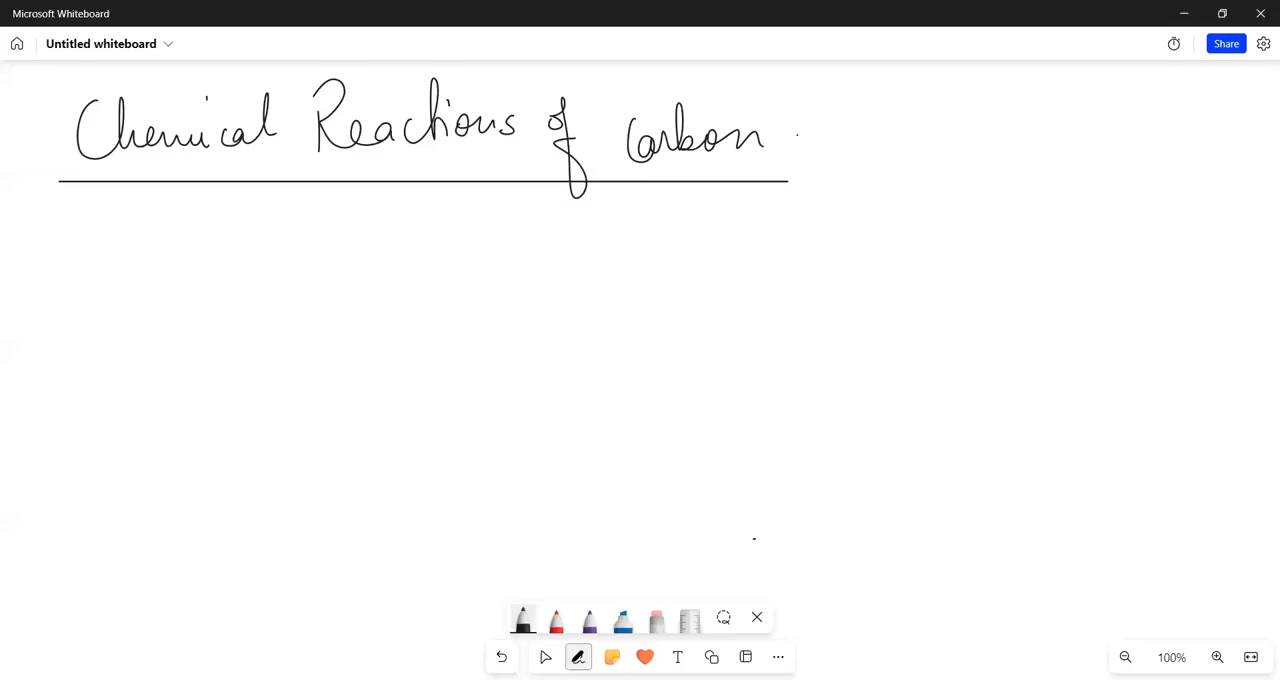 Microsoft Whiteboard
Untitled whiteboard
Share
Chemical Reactions of Carbon
T
100%